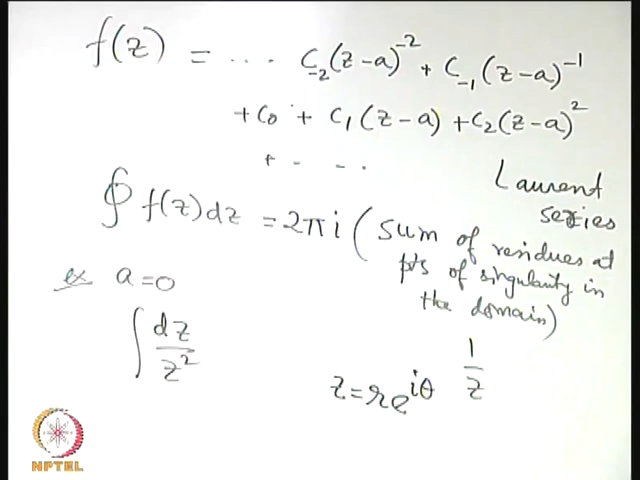 f(z) = ... C₋₂(z-a)⁻² + C₋₁(z-a)⁻¹
+ C₀ + C₁(z-a) + C₂(z-a)²
+ - - ..
Laurent
series
∮ f(z)dz = 2πi (sum of residues at
pts of singularity in
the domain)
ex a=0
∫ dz/z²
z=re^{iθ}
1/z
NPTEL